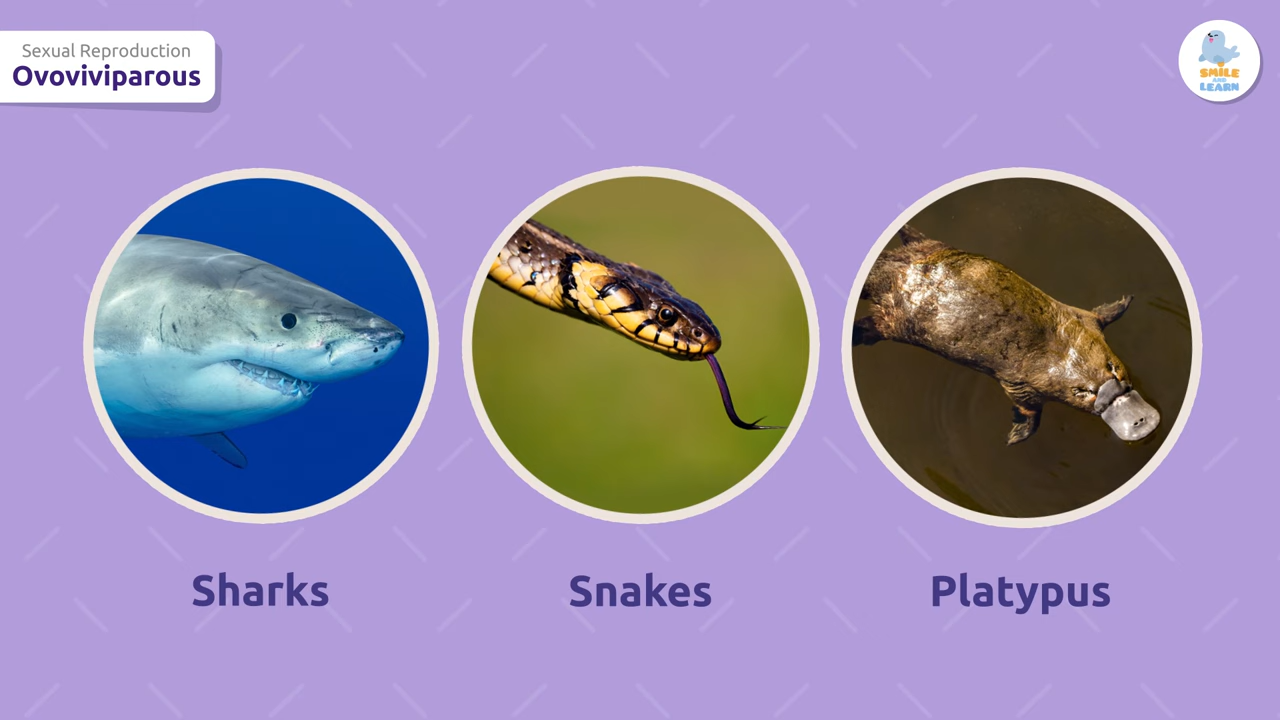 Sexual Reproduction
Ovoviviparous
SMILE
AND
LEARN
Sharks
Snakes
Platypus